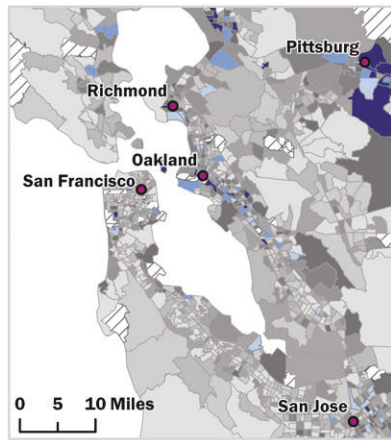 Pittsburg
Richmond
Oakland
San Francisco
San Jose
0 5 10 Miles